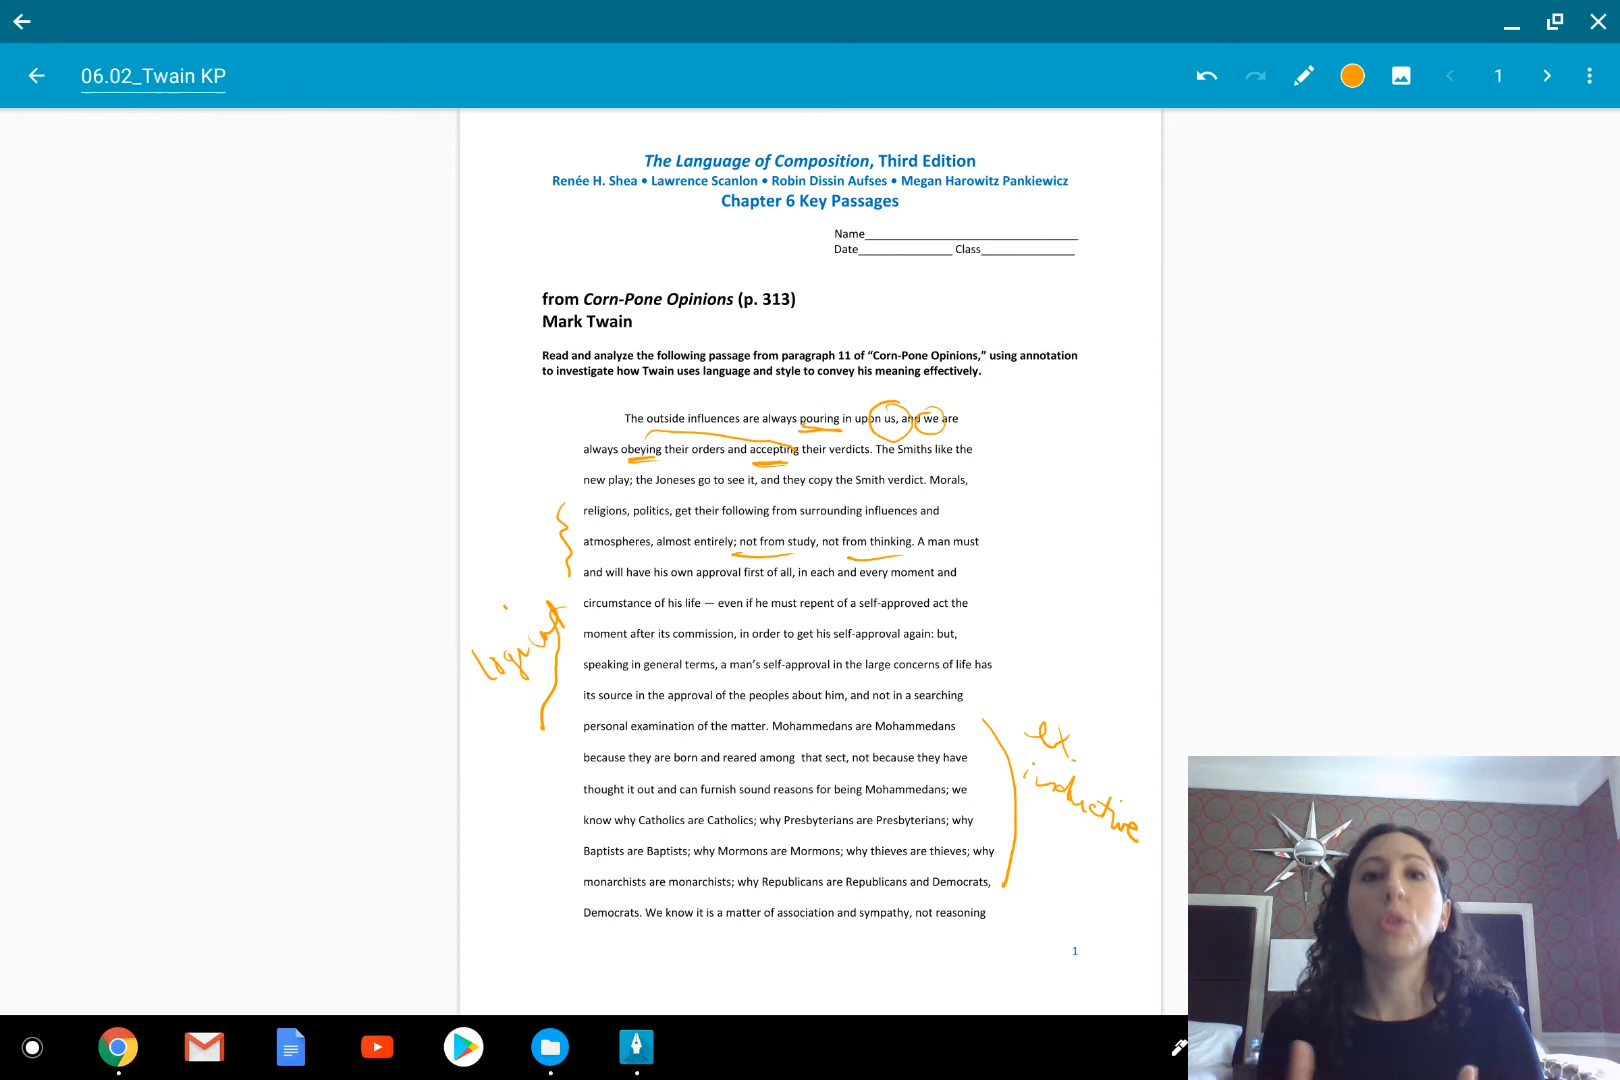 06.02_Twain KP
1
The Language of Composition, Third Edition
Renée H. Shea • Lawrence Scanlon • Robin Dissin Aufses • Megan Harowitz Pankiewicz
Chapter 6 Key Passages
Name
Date Class
from Corn-Pone Opinions (p. 313)
Mark Twain
Read and analyze the following passage from paragraph 11 of “Corn-Pone Opinions,” using annotation
to investigate how Twain uses language and style to convey his meaning effectively.
The outside influences are always pouring in upon us, and we are
always obeying their orders and accepting their verdicts. The Smiths like the
new play; the Joneses go to see it, and they copy the Smith verdict. Morals,
religions, politics, get their following from surrounding influences and
atmospheres, almost entirely; not from study, not from thinking. A man must
and will have his own approval first of all, in each and every moment and
circumstance of his life — even if he must repent of a self-approved act the
moment after its commission, in order to get his self-approval again: but,
speaking in general terms, a man’s self-approval in the large concerns of life has
its source in the approval of the peoples about him, and not in a searching
personal examination of the matter. Mohammedans are Mohammedans
because they are born and reared among that sect, not because they have
thought it out and can furnish sound reasons for being Mohammedans; we
know why Catholics are Catholics; why Presbyterians are Presbyterians; why
Baptists are Baptists; why Mormons are Mormons; why thieves are thieves; why
monarchists are monarchists; why Republicans are Republicans and Democrats,
Democrats. We know it is a matter of association and sympathy, not reasoning
1
ex.
inductive